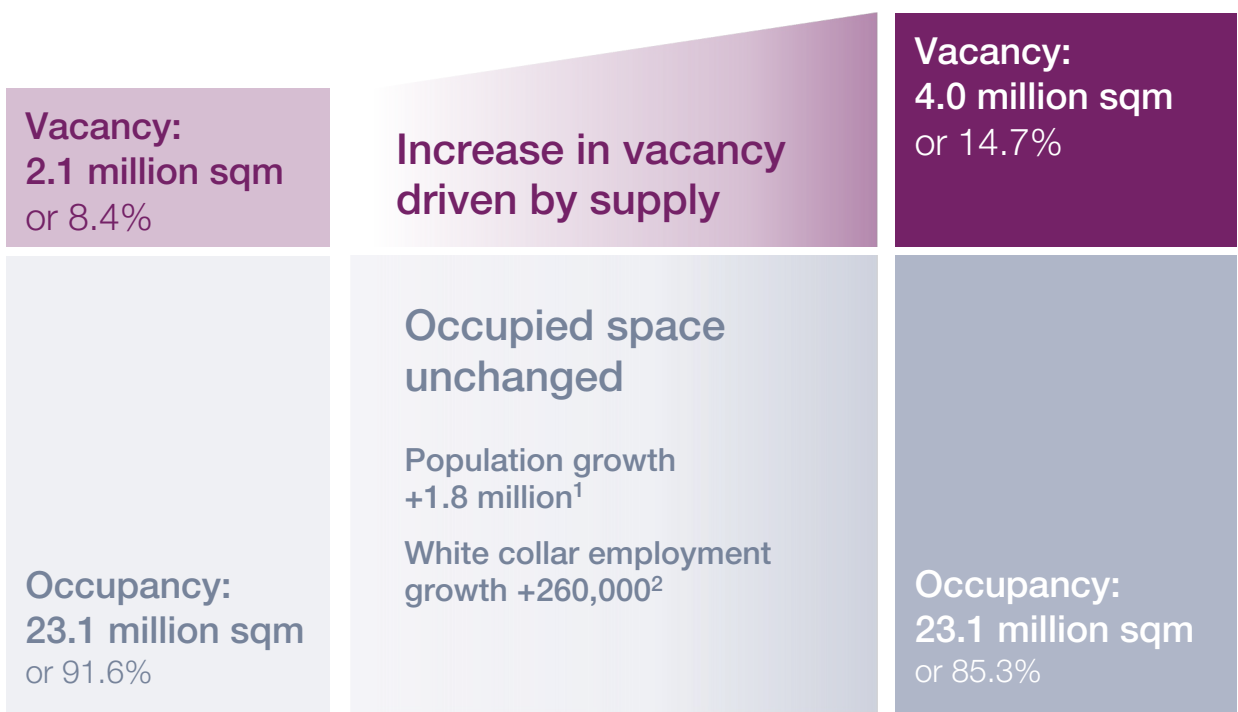 Vacancy:
2.1 million sqm
or 8.4%
Increase in vacancy
driven by supply
Vacancy:
4.0 million sqm
or 14.7%
Occupancy:
23.1 million sqm
or 91.6%
Occupied space
unchanged
Population growth
+1.8 million¹
White collar employment
growth +260,000²
Occupancy:
23.1 million sqm
or 85.3%